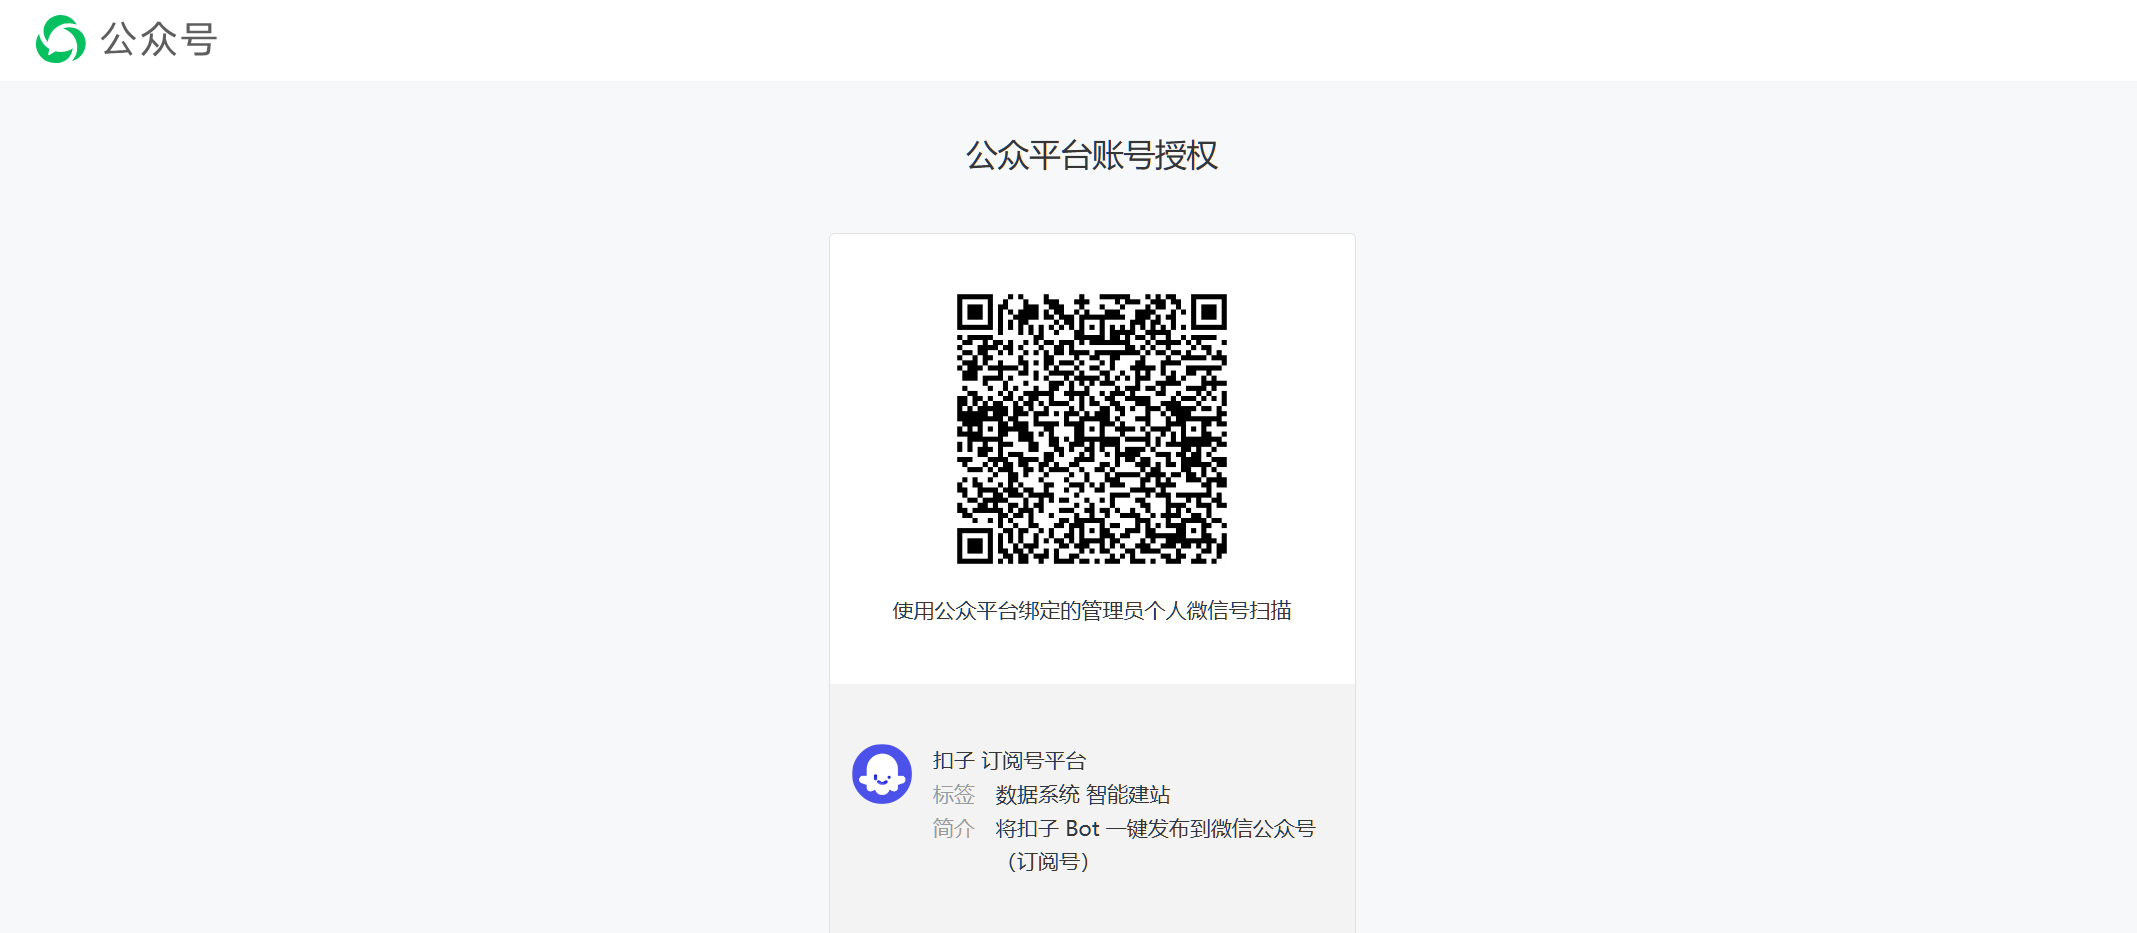 公众号
公众平台账号授权
使用公众平台绑定的管理员个人微信号扫描
扣子 订阅号平台
标签 数据系统 智能建站
简介 将扣子 Bot 一键发布到微信公众号
（订阅号）